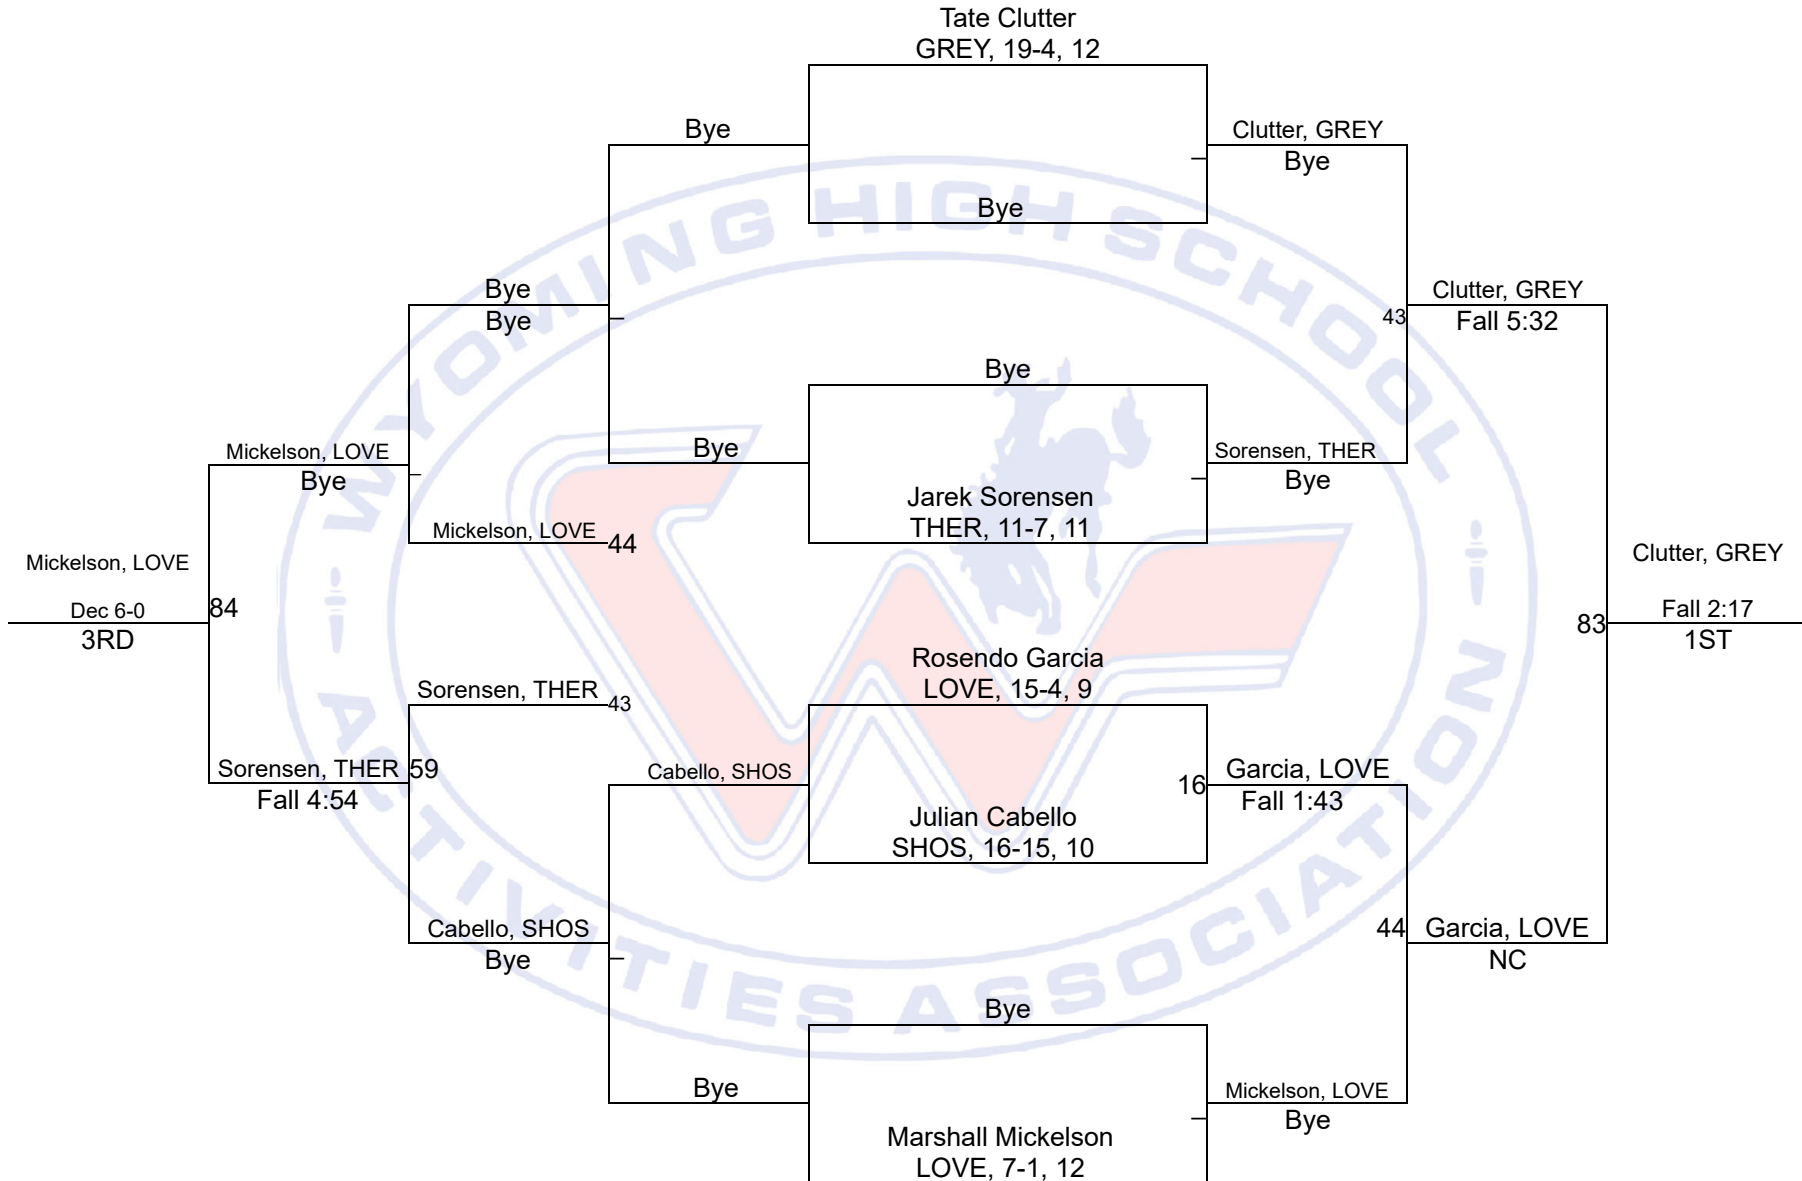 Tate Clutter
GREY, 19-4, 12
Bye
Clutter, GREY
Bye
Bye
Bye
Bye
Clutter, GREY
43
Fall 5:32
Bye
Mickelson, LOVE
Bye
Bye
Sorensen, THER
Bye
Jarek Sorensen
THER, 11-7, 11
Mickelson, LOVE
44
Mickelson, LOVE
Dec 6-0
84
3RD
Clutter, GREY
83
Fall 2:17
1ST
Rosendo Garcia
LOVE, 15-4, 9
Sorensen, THER
43
Sorensen, THER
59
Fall 4:54
Cabello, SHOS
16
Garcia, LOVE
Fall 1:43
Julian Cabello
SHOS, 16-15, 10
Cabello, SHOS
Bye
44
Garcia, LOVE
NC
Bye
Bye
Mickelson, LOVE
Bye
Marshall Mickelson
LOVE, 7-1, 12
WYOMING HIGH SCHOOL
ACTIVITIES ASSOCIATION